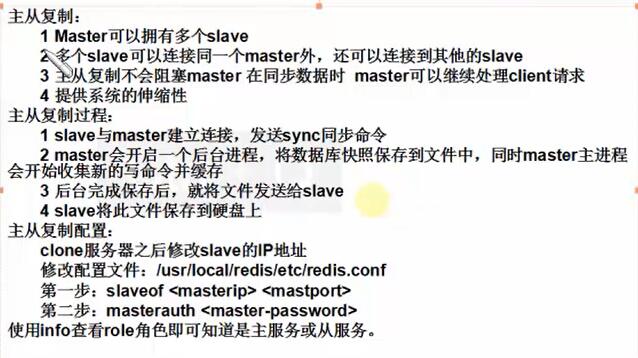 主从复制：
1 Master可以拥有多个slave
2 多个slave可以连接同一个master外，还可以连接到其他的slave
3 主从复制不会阻塞master 在同步数据时 master可以继续处理client请求
4 提供系统的伸缩性
主从复制过程：
1 slave与master建立连接，发送sync同步命令
2 master会开启一个后台进程，将数据库快照保存到文件中，同时master主进程
会开始收集新的写命令并缓存
3 后台完成保存后，就将文件发送给slave
4 slave将此文件保存到硬盘上
主从复制配置：
clone服务器之后修改slave的IP地址
修改配置文件：/usr/local/redis/etc/redis.conf
第一步：slaveof <masterip> <mastport>
第二步：masterauth <master-password>
使用info查看role角色即可知道是主服务或从服务。